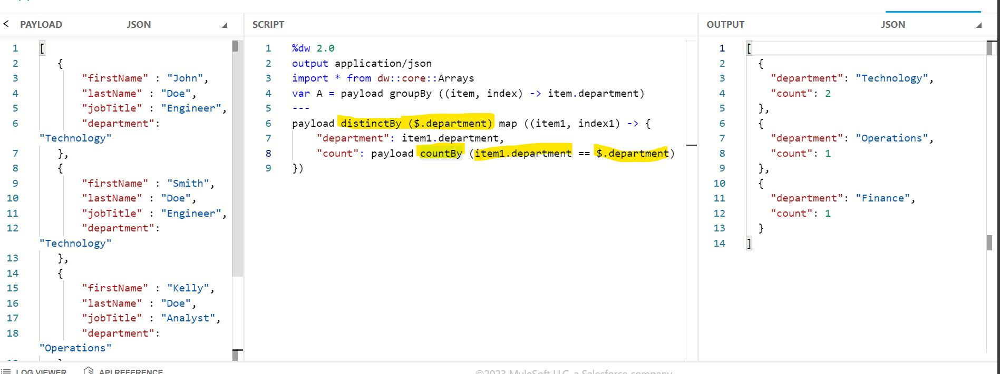 PAYLOAD JSON
1 [
2 {
3 "firstName" : "John",
4 "lastName" : "Doe",
5 "jobTitle" : "Engineer",
6 "department":
"Technology"
7 },
8 {
9 "firstName" : "Smith",
10 "lastName" : "Doe",
11 "jobTitle" : "Engineer",
12 "department":
"Technology"
13 },
14 {
15 "firstName" : "Kelly",
16 "lastName" : "Doe",
17 "jobTitle" : "Analyst",
18 "department":
"Operations"
SCRIPT
1 %dw 2.0
2 output application/json
3 import * from dw::core::Arrays
4 var A = payload groupBy ((item, index) -> item.department)
5 ---
6 payload distinctBy ($.department) map ((item1, index1) -> {
7 "department": item1.department,
8 "count": payload countBy (item1.department == $.department)
9 })
OUTPUT JSON
1 [
2 {
3 "department": "Technology",
4 "count": 2
5 },
6 {
7 "department": "Operations",
8 "count": 1
9 },
10 {
11 "department": "Finance",
12 "count": 1
13 }
14 ]
LOG VIEWER API REFERENCE
©2023 MuleSoft LLC, a Salesforce company